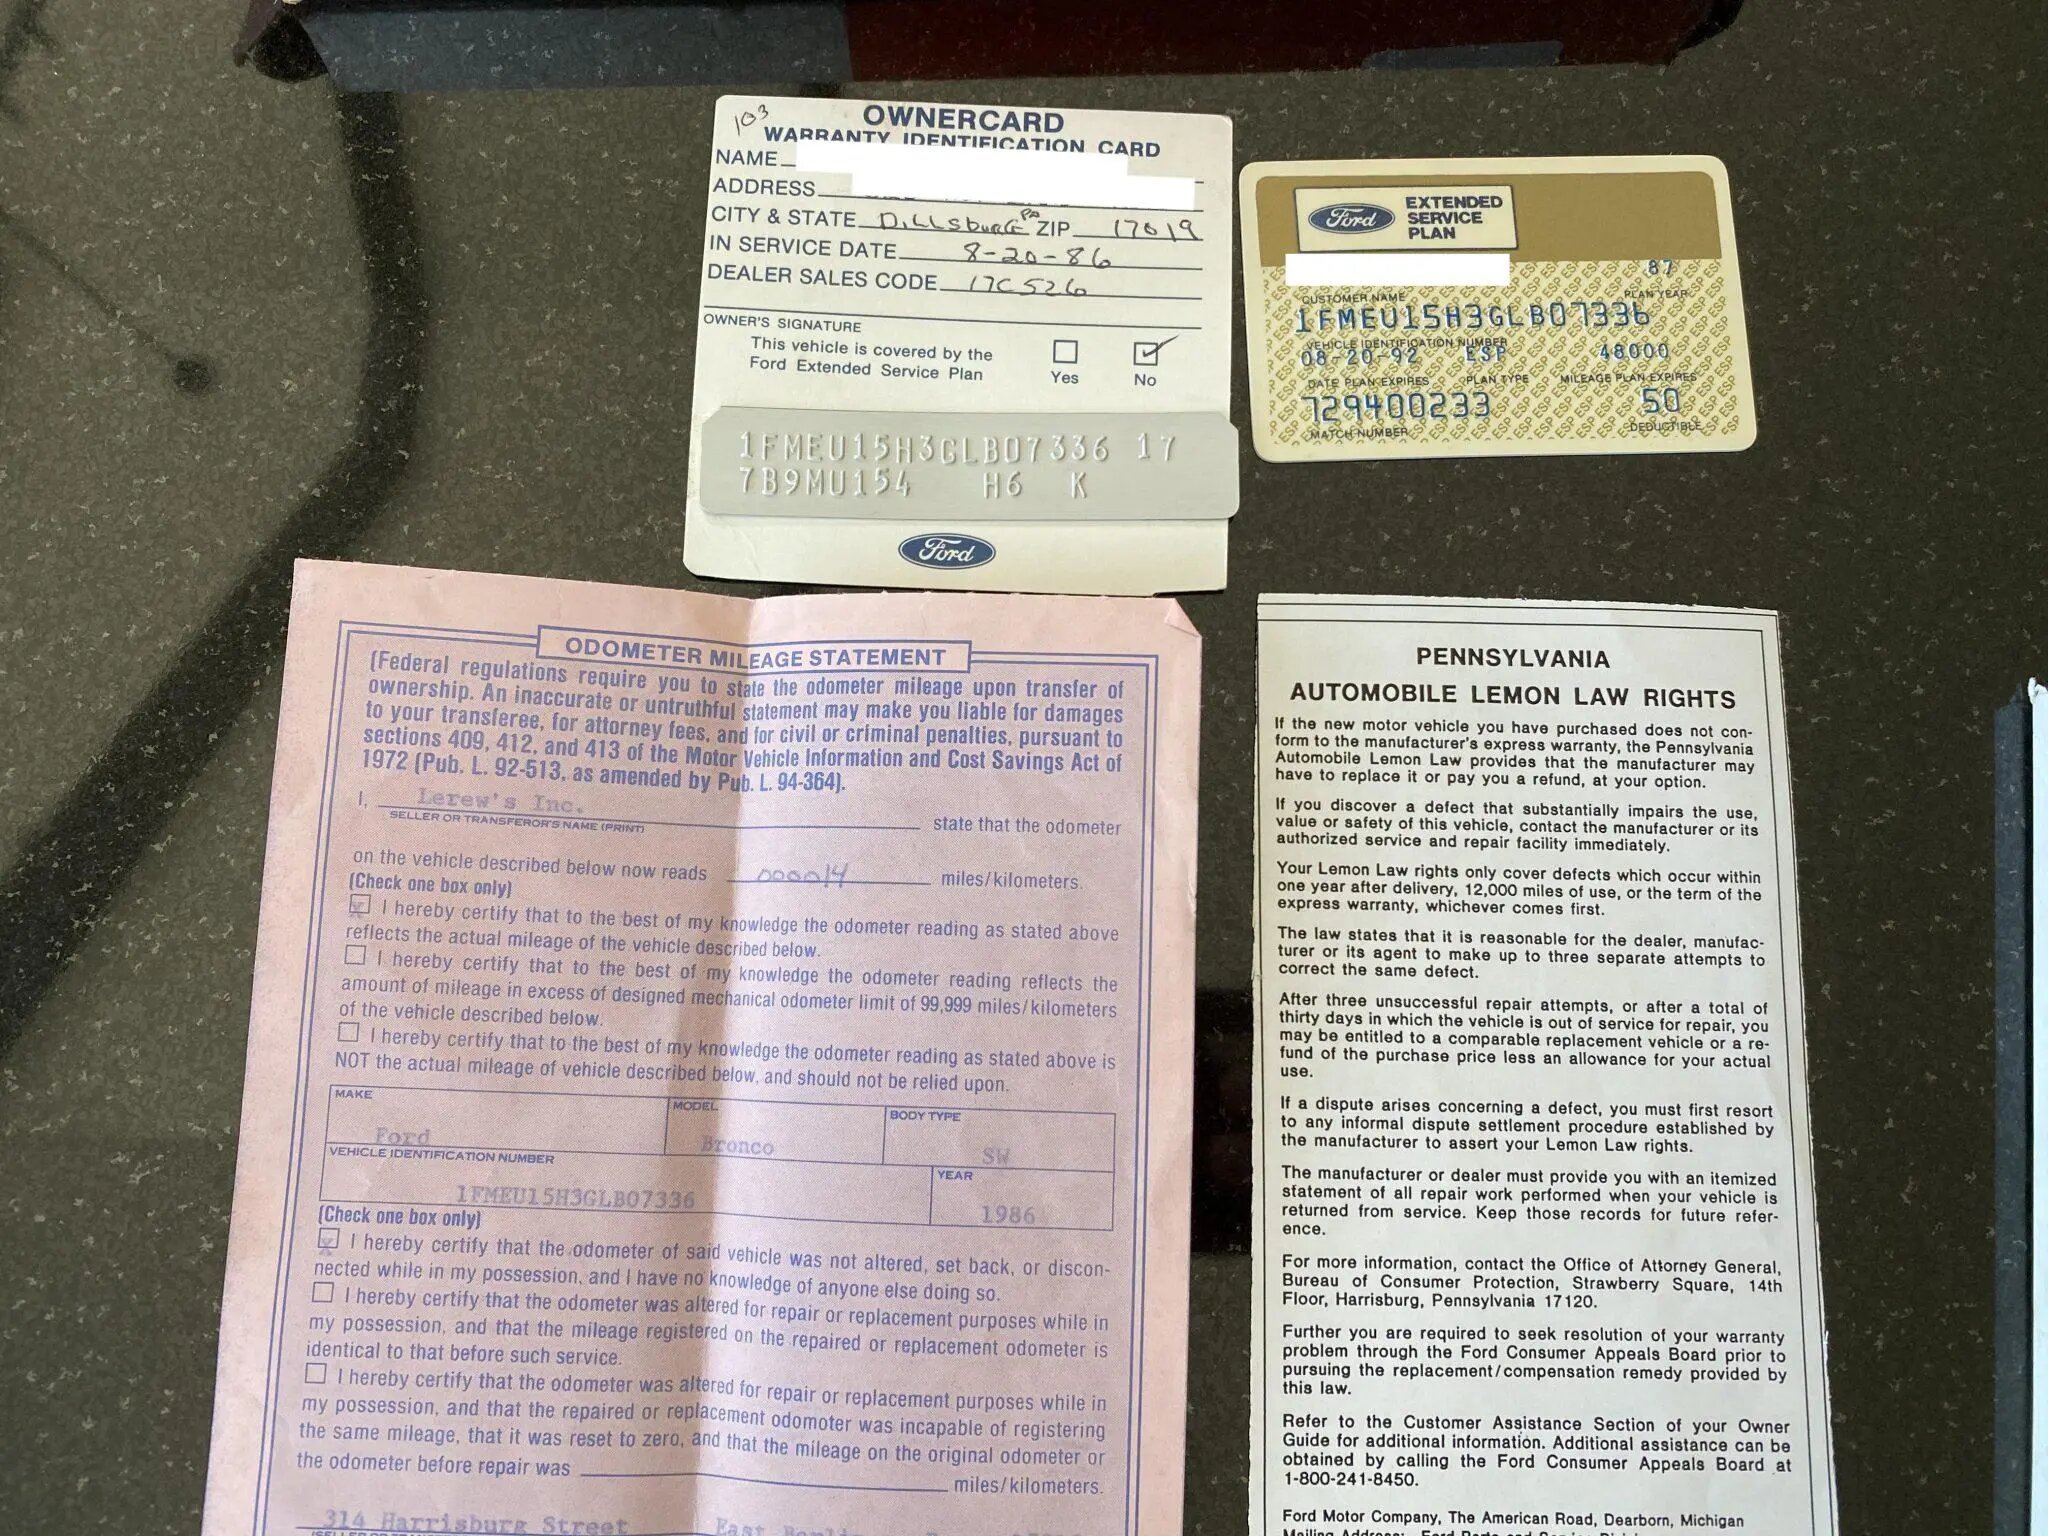 103
OWNERCARD
WARRANTY IDENTIFICATION CARD
NAME
ADDRESS
CITY & STATE Dillsburg PA ZIP 17019
IN SERVICE DATE 8-20-86
DEALER SALES CODE 17C526
OWNER'S SIGNATURE
This vehicle is covered by the
Ford Extended Service Plan
Yes No
1FMEU15H3GLB07336 17
7B9MU154 H6 K
Ford
Ford EXTENDED
SERVICE
PLAN
87
CUSTOMER NAME PLAN YEAR
1FMEU15H3GLB07336
VEHICLE IDENTIFICATION NUMBER
08-20-92 ESP 48000
DATE PLAN EXPIRES PLAN TYPE MILEAGE PLAN EXPIRES
729400233 50
MATCH NUMBER DEDUCTIBLE
ODOMETER MILEAGE STATEMENT
(Federal regulations require you to state the odometer mileage upon transfer of
ownership. An inaccurate or untruthful statement may make you liable for damages
to your transferee, for attorney fees, and for civil or criminal penalties, pursuant to
sections 409, 412, and 413 of the Motor Vehicle Information and Cost Savings Act of
1972 (Pub. L. 92-513, as amended by Pub. L. 94-364).
I, Lerew's Inc. state that the odometer
SELLER OR TRANSFEROR'S NAME (PRINT)
on the vehicle described below now reads 000014 miles/kilometers.
(Check one box only)
X I hereby certify that to the best of my knowledge the odometer reading as stated above
reflects the actual mileage of the vehicle described below.
I hereby certify that to the best of my knowledge the odometer reading reflects the
amount of mileage in excess of designed mechanical odometer limit of 99,999 miles/kilometers
of the vehicle described below.
I hereby certify that to the best of my knowledge the odometer reading as stated above is
NOT the actual mileage of vehicle described below, and should not be relied upon.
MAKE MODEL BODY TYPE
Ford Bronco SW
VEHICLE IDENTIFICATION NUMBER YEAR
1FMEU15H3GLB07336 1986
(Check one box only)
X I hereby certify that the odometer of said vehicle was not altered, set back, or discon-
nected while in my possession, and I have no knowledge of anyone else doing so.
I hereby certify that the odometer was altered for repair or replacement purposes while in
my possession, and that the mileage registered on the repaired or replacement odometer is
identical to that before such service.
I hereby certify that the odometer was altered for repair or replacement purposes while in
my possession, and that the repaired or replacement odomoter was incapable of registering
the same mileage, that it was reset to zero, and that the mileage on the original odometer or
the odometer before repair was miles/kilometers.
314 Harrisburg Street East
PENNSYLVANIA
AUTOMOBILE LEMON LAW RIGHTS
If the new motor vehicle you have purchased does not con-
form to the manufacturer's express warranty, the Pennsylvania
Automobile Lemon Law provides that the manufacturer may
have to replace it or pay you a refund, at your option.
If you discover a defect that substantially impairs the use,
value or safety of this vehicle, contact the manufacturer or its
authorized service and repair facility immediately.
Your Lemon Law rights only cover defects which occur within
one year after delivery, 12,000 miles of use, or the term of the
express warranty, whichever comes first.
The law states that it is reasonable for the dealer, manufac-
turer or its agent to make up to three separate attempts to
correct the same defect.
After three unsuccessful repair attempts, or after a total of
thirty days in which the vehicle is out of service for repair, you
may be entitled to a comparable replacement vehicle or a re-
fund of the purchase price less an allowance for your actual
use.
If a dispute arises concerning a defect, you must first resort
to any informal dispute settlement procedure established by
the manufacturer to assert your Lemon Law rights.
The manufacturer or dealer must provide you with an itemized
statement of all repair work performed when your vehicle is
returned from service. Keep those records for future refer-
ence.
For more information, contact the Office of Attorney General,
Bureau of Consumer Protection, Strawberry Square, 14th
Floor, Harrisburg, Pennsylvania 17120.
Further you are required to seek resolution of your warranty
problem through the Ford Consumer Appeals Board prior to
pursuing the replacement/compensation remedy provided by
this law.
Refer to the Customer Assistance Section of your Owner
Guide for additional information. Additional assistance can be
obtained by calling the Ford Consumer Appeals Board at
1-800-241-8450.
Ford Motor Company, The American Road, Dearborn, Michigan